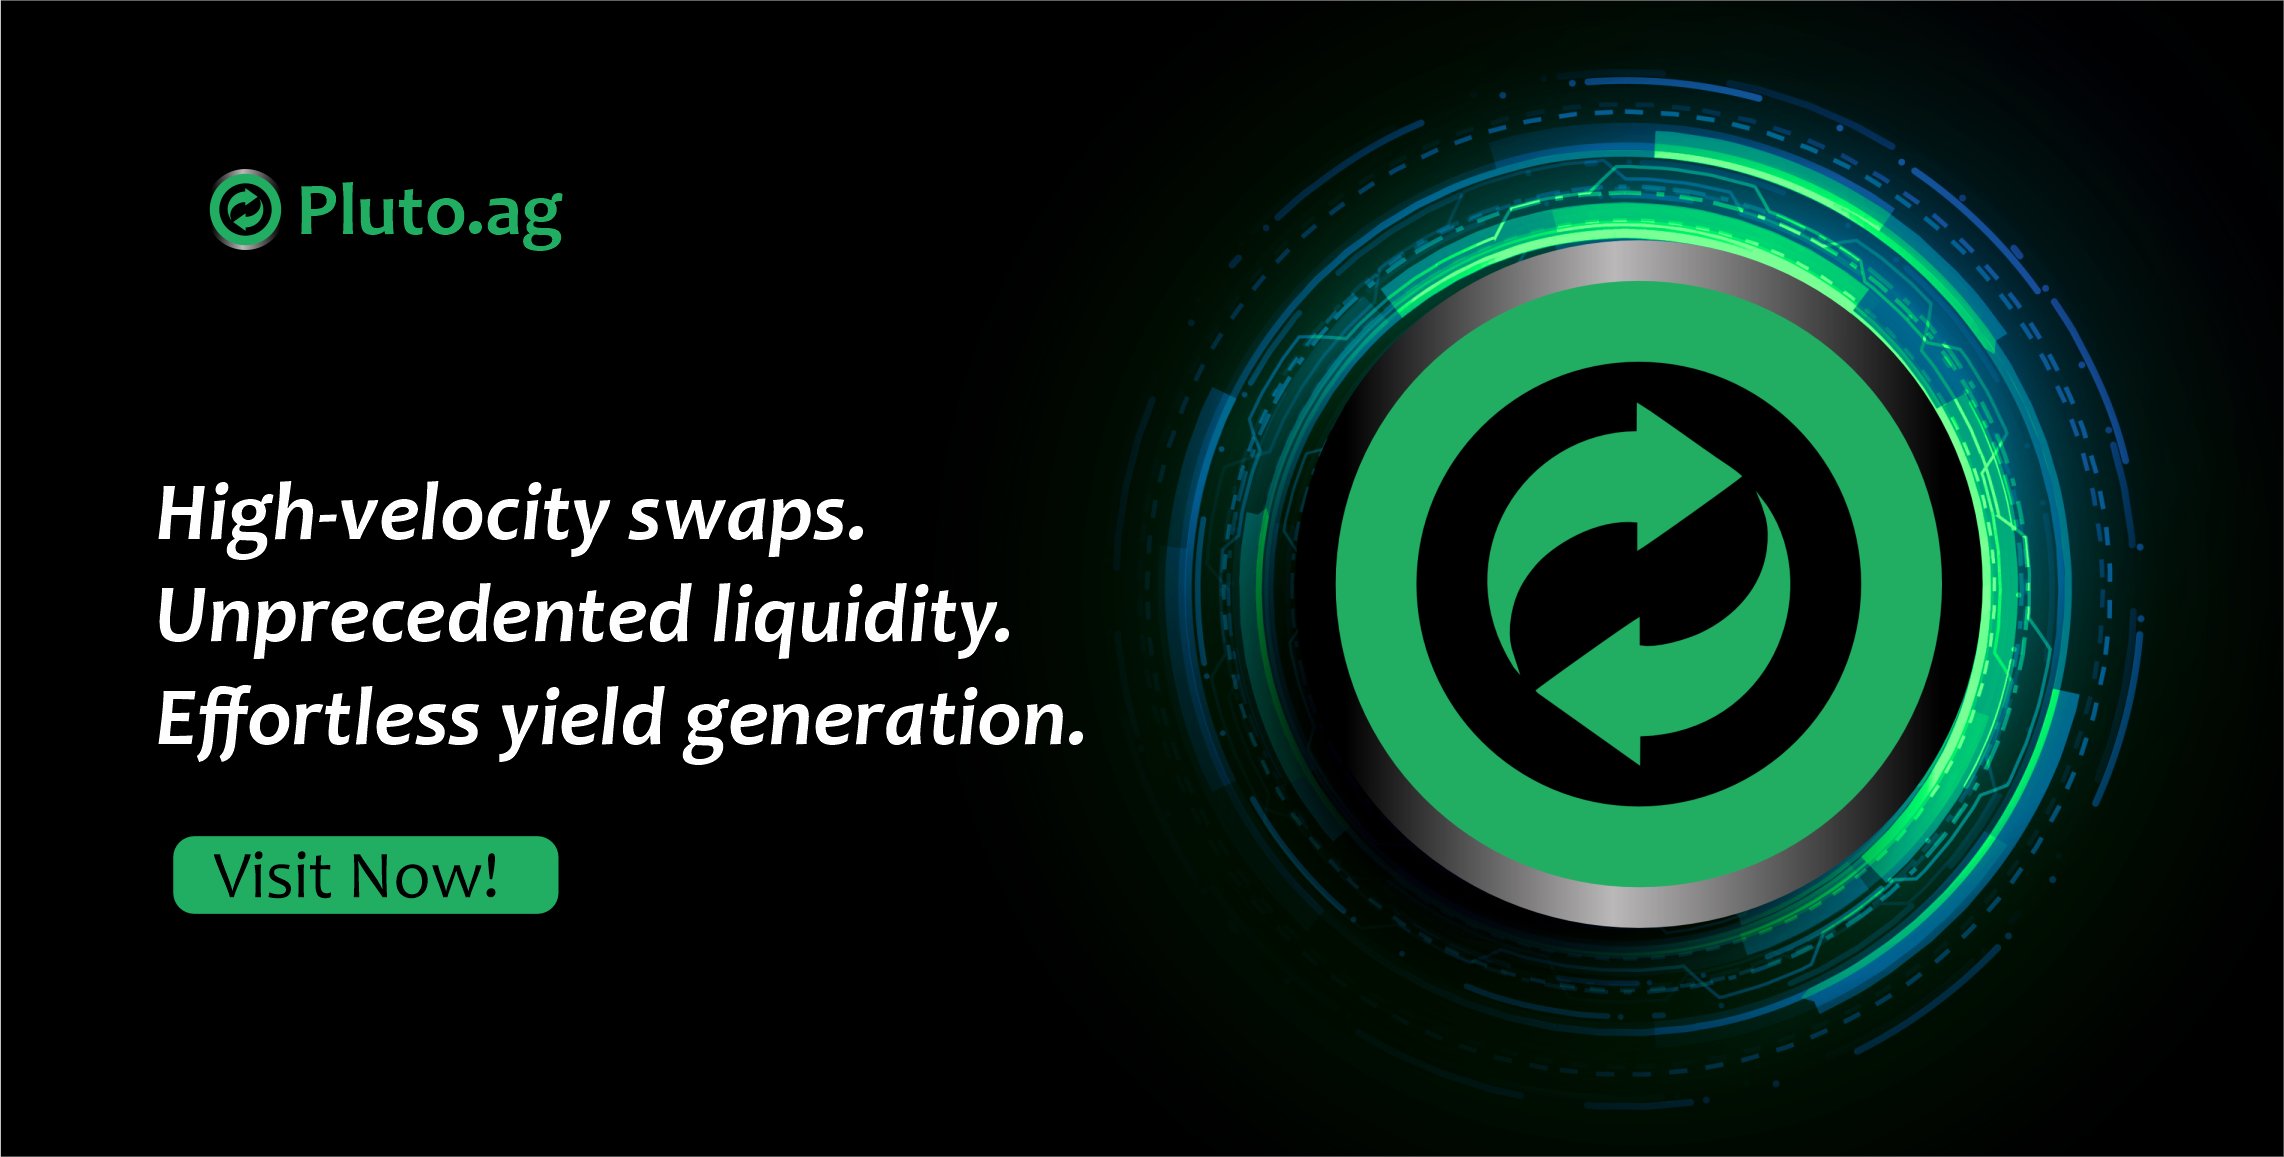 Pluto.ag
High-velocity swaps.
Unprecedented liquidity.
Effortless yield generation.
Visit Now!